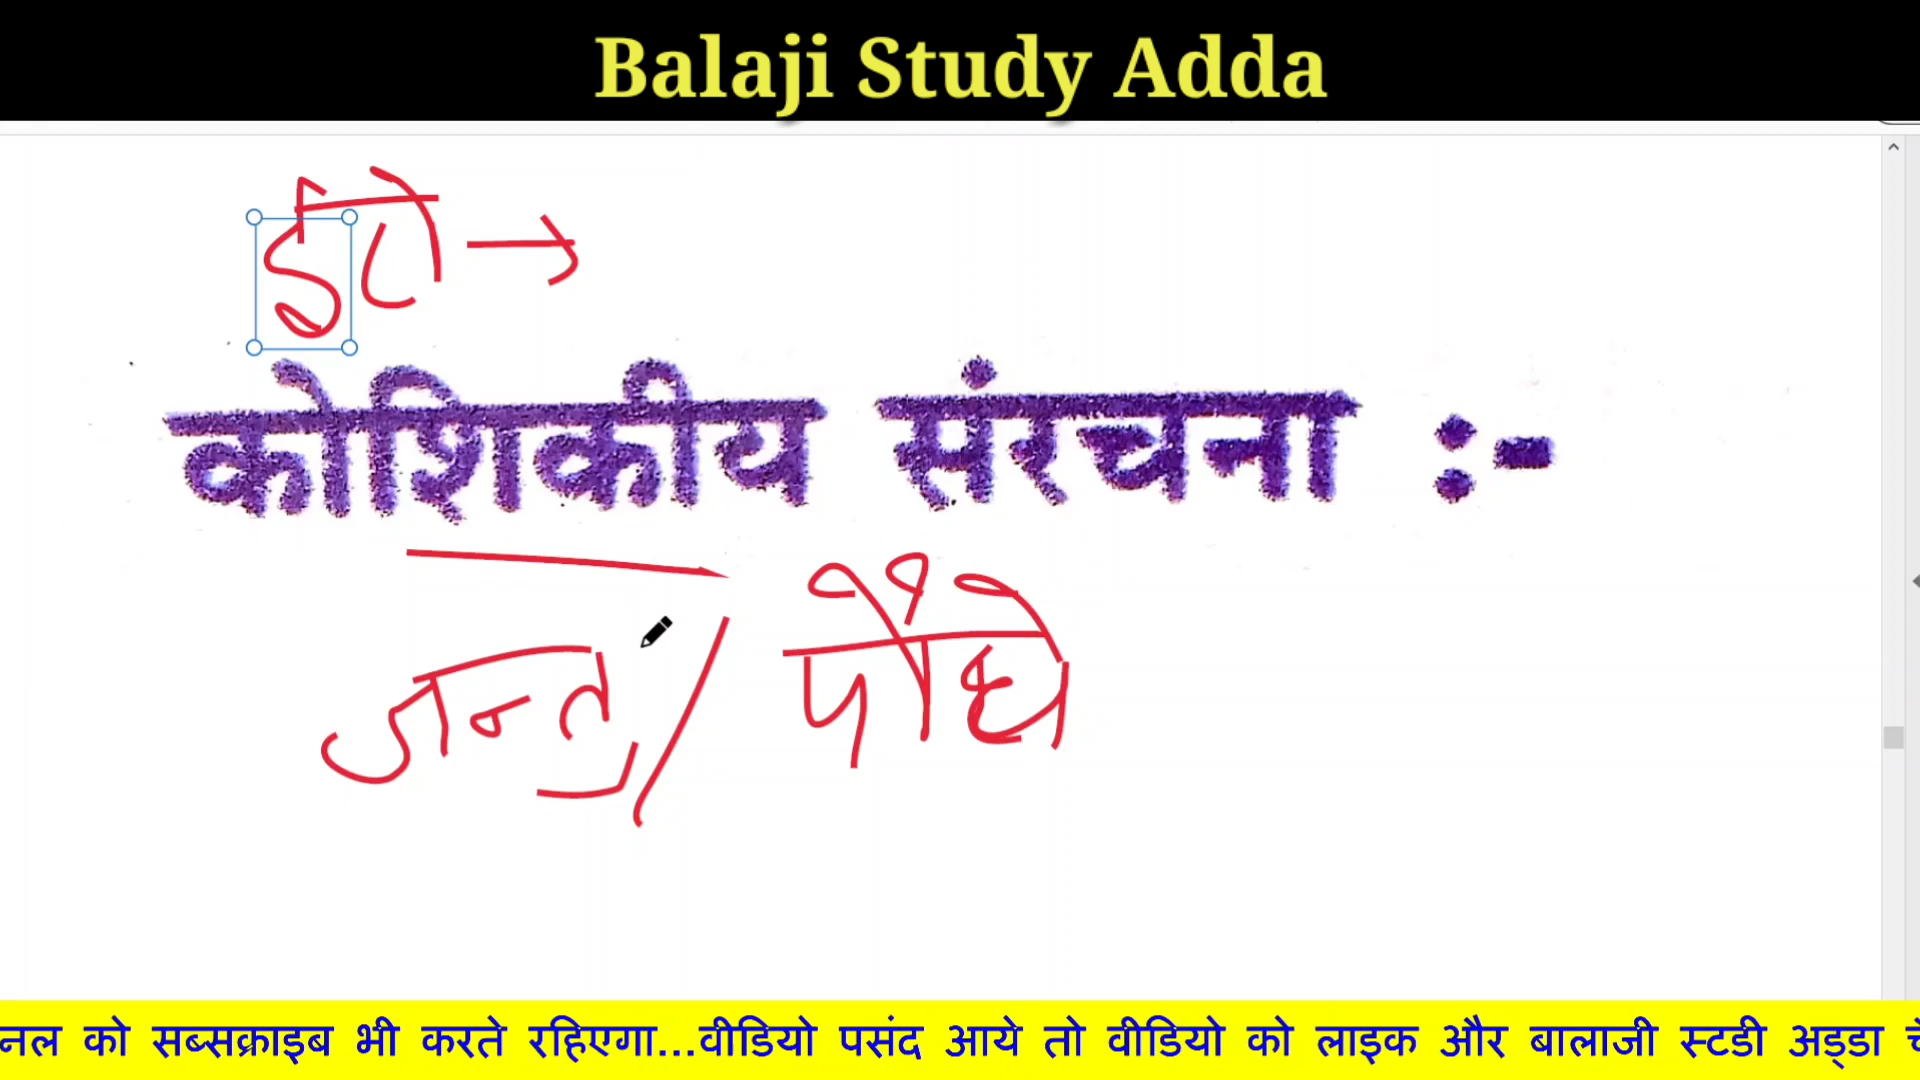 Balaji Study Adda
ईंटों →
कोशिकीय संरचना :-
जन्तु / पौधे
नल को सब्सक्राइब भी करते रहिएगा...वीडियो पसंद आये तो वीडियो को लाइक और बालाजी स्टडी अड्डा चै